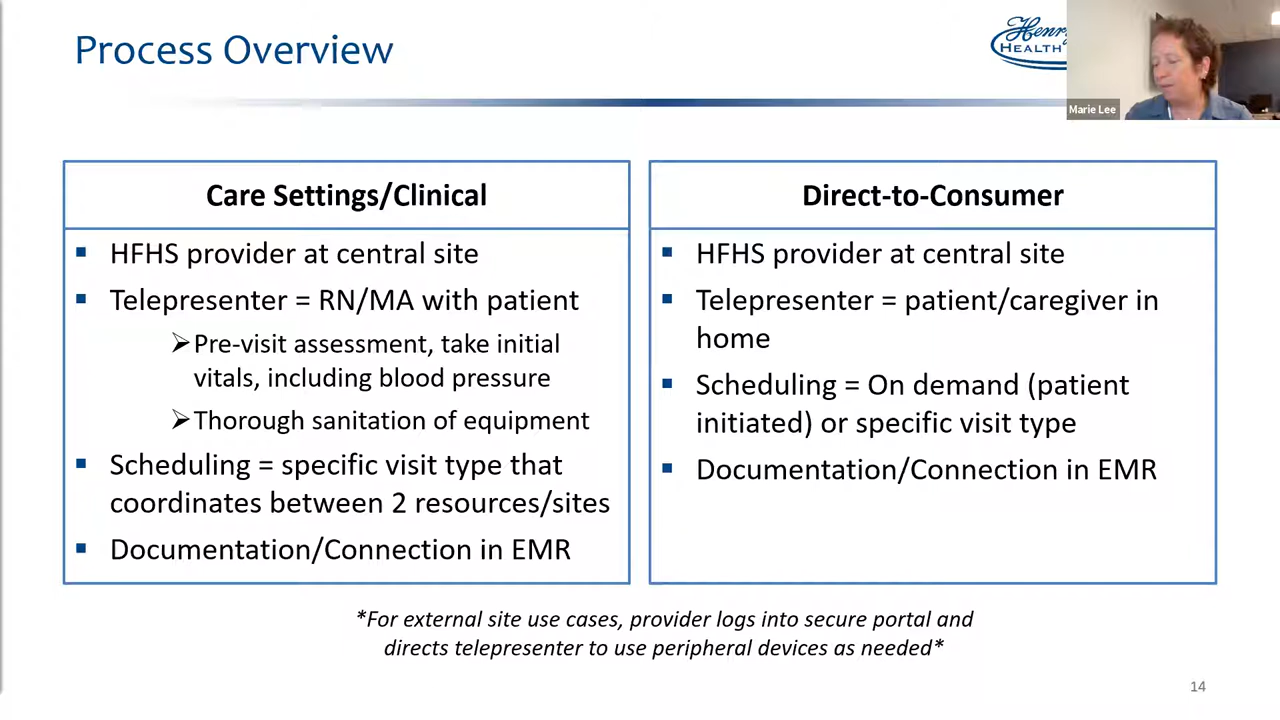 Process Overview
Henry
HEALTH
Marie Lee
Care Settings/Clinical
HFHS provider at central site
Telepresenter = RN/MA with patient
Pre-visit assessment, take initial
vitals, including blood pressure
Thorough sanitation of equipment
Scheduling = specific visit type that
coordinates between 2 resources/sites
Documentation/Connection in EMR
Direct-to-Consumer
HFHS provider at central site
Telepresenter = patient/caregiver in
home
Scheduling = On demand (patient
initiated) or specific visit type
Documentation/Connection in EMR
*For external site use cases, provider logs into secure portal and
directs telepresenter to use peripheral devices as needed*
14